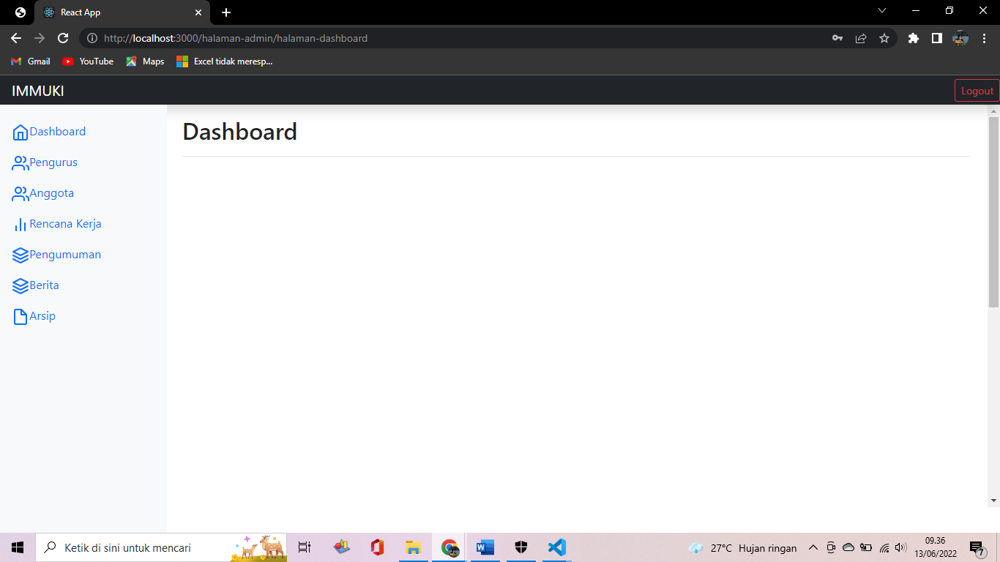 React App
http://localhost:3000/halaman-admin/halaman-dashboard
Gmail YouTube Maps Excel tidak meresp...
IMMUKI Logout
Dashboard
Pengurus
Anggota
Rencana Kerja
Pengumuman
Berita
Arsip
Dashboard
Ketik di sini untuk mencari
27°C Hujan ringan
09.36
13/06/2022
7